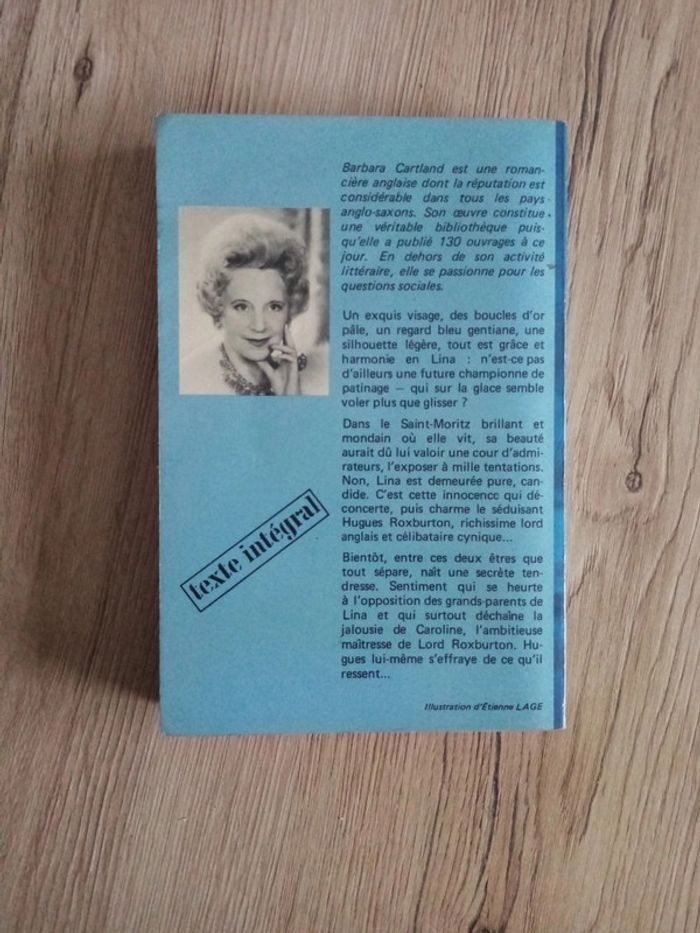 Barbara Cartland est une roman-
cière anglaise dont la réputation est
considérable dans tous les pays
anglo-saxons. Son œuvre constitue
une véritable bibliothèque puis-
qu'elle a publié 130 ouvrages à ce
jour. En dehors de son activité
littéraire, elle se passionne pour les
questions sociales.
Un exquis visage, des boucles d'or
pâle, un regard bleu gentiane, une
silhouette légère, tout est grâce et
harmonie en Lina : n'est-ce pas
d'ailleurs une future championne de
patinage — qui sur la glace semble
voler plus que glisser ?
Dans le Saint-Moritz brillant et
mondain où elle vit, sa beauté
aurait dû lui valoir une cour d'admi-
rateurs, l'exposer à mille tentations.
Non, Lina est demeurée pure, can-
dide. C'est cette innocence qui dé-
concerte, puis charme le séduisant
Hugues Roxburton, richissime lord
anglais et célibataire cynique...
Bientôt, entre ces deux êtres que
tout sépare, naît une secrète ten-
dresse. Sentiment qui se heurte
à l'opposition des grands-parents de
Lina et qui surtout déchaîne la
jalousie de Caroline, l'ambitieuse
maîtresse de Lord Roxburton. Hu-
gues lui-même s'effraye de ce qu'il
ressent...
texte intégral
Illustration d'Étienne LAGE